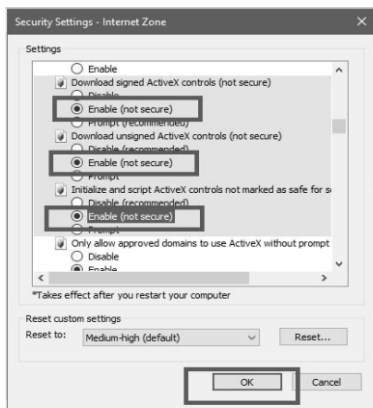 Security Settings - Internet Zone
Settings
Enable
Download signed ActiveX controls (not secure)
Disable
Enable (not secure)
Prompt (recommended)
Download unsigned ActiveX controls (not secure)
Disable (recommended)
Enable (not secure)
Prompt
Initialize and script ActiveX controls not marked as safe for s
Disable (recommended)
Enable (not secure)
Prompt
Only allow approved domains to use ActiveX without prompt
Disable
Enable
*Takes effect after you restart your computer
Reset custom settings
Reset to: Medium-high (default) Reset...
OK Cancel